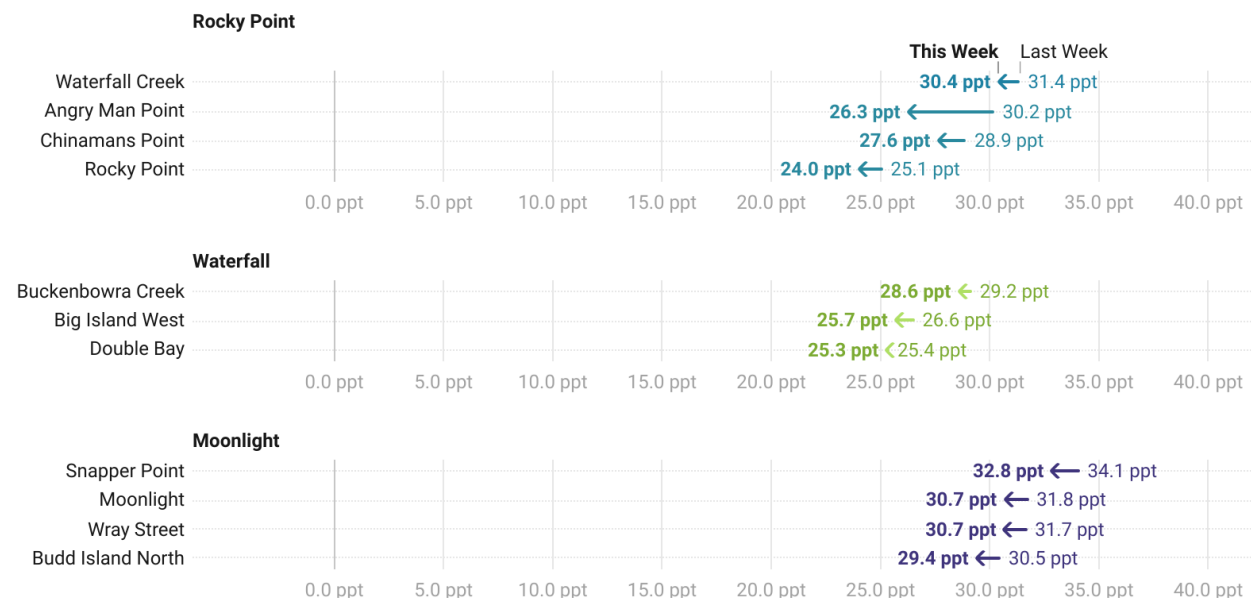 Rocky Point
This Week Last Week
Waterfall Creek 30.4 ppt 31.4 ppt
Angry Man Point 26.3 ppt 30.2 ppt
Chinamans Point 27.6 ppt 28.9 ppt
Rocky Point 24.0 ppt 25.1 ppt
0.0 ppt 5.0 ppt 10.0 ppt 15.0 ppt 20.0 ppt 25.0 ppt 30.0 ppt 35.0 ppt 40.0 ppt
Waterfall
Buckenbowra Creek 28.6 ppt 29.2 ppt
Big Island West 25.7 ppt 26.6 ppt
Double Bay 25.3 ppt 25.4 ppt
0.0 ppt 5.0 ppt 10.0 ppt 15.0 ppt 20.0 ppt 25.0 ppt 30.0 ppt 35.0 ppt 40.0 ppt
Moonlight
Snapper Point 32.8 ppt 34.1 ppt
Moonlight 30.7 ppt 31.8 ppt
Wray Street 30.7 ppt 31.7 ppt
Budd Island North 29.4 ppt 30.5 ppt
0.0 ppt 5.0 ppt 10.0 ppt 15.0 ppt 20.0 ppt 25.0 ppt 30.0 ppt 35.0 ppt 40.0 ppt